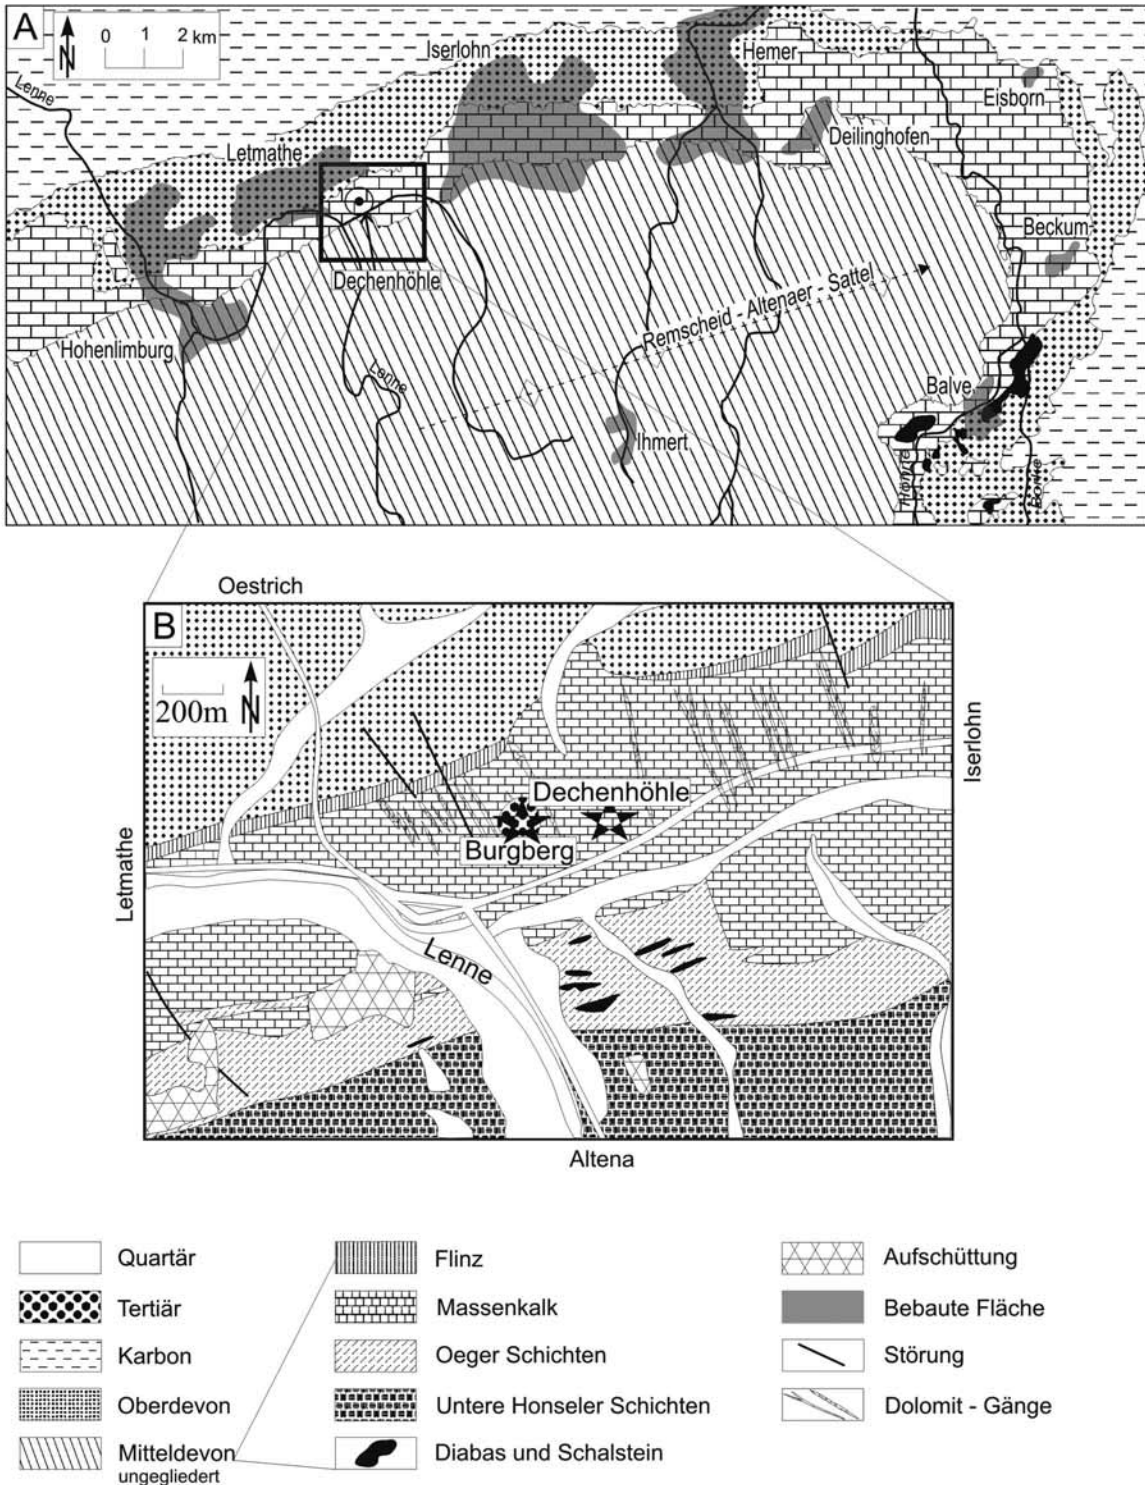 A
N
0 1 2 km
Lenne
Iserlohn
Hemer
Eisborn
Letmathe
Deilinghofen
Beckum
Dechenhöhle
Remscheid - Altenaer - Sattel
Hohenlimburg
Lenne
Balve
Ihmert
Hönne
Oestrich
B
200m
N
Dechenhöhle
Burgberg
Letmathe
Iserlohn
Lenne
Altena
Quartär
Flinz
Aufschüttung
Tertiär
Massenkalk
Bebaute Fläche
Karbon
Oeger Schichten
Störung
Oberdevon
Untere Honseler Schichten
Dolomit - Gänge
Mitteldevon
ungegliedert
Diabas und Schalstein